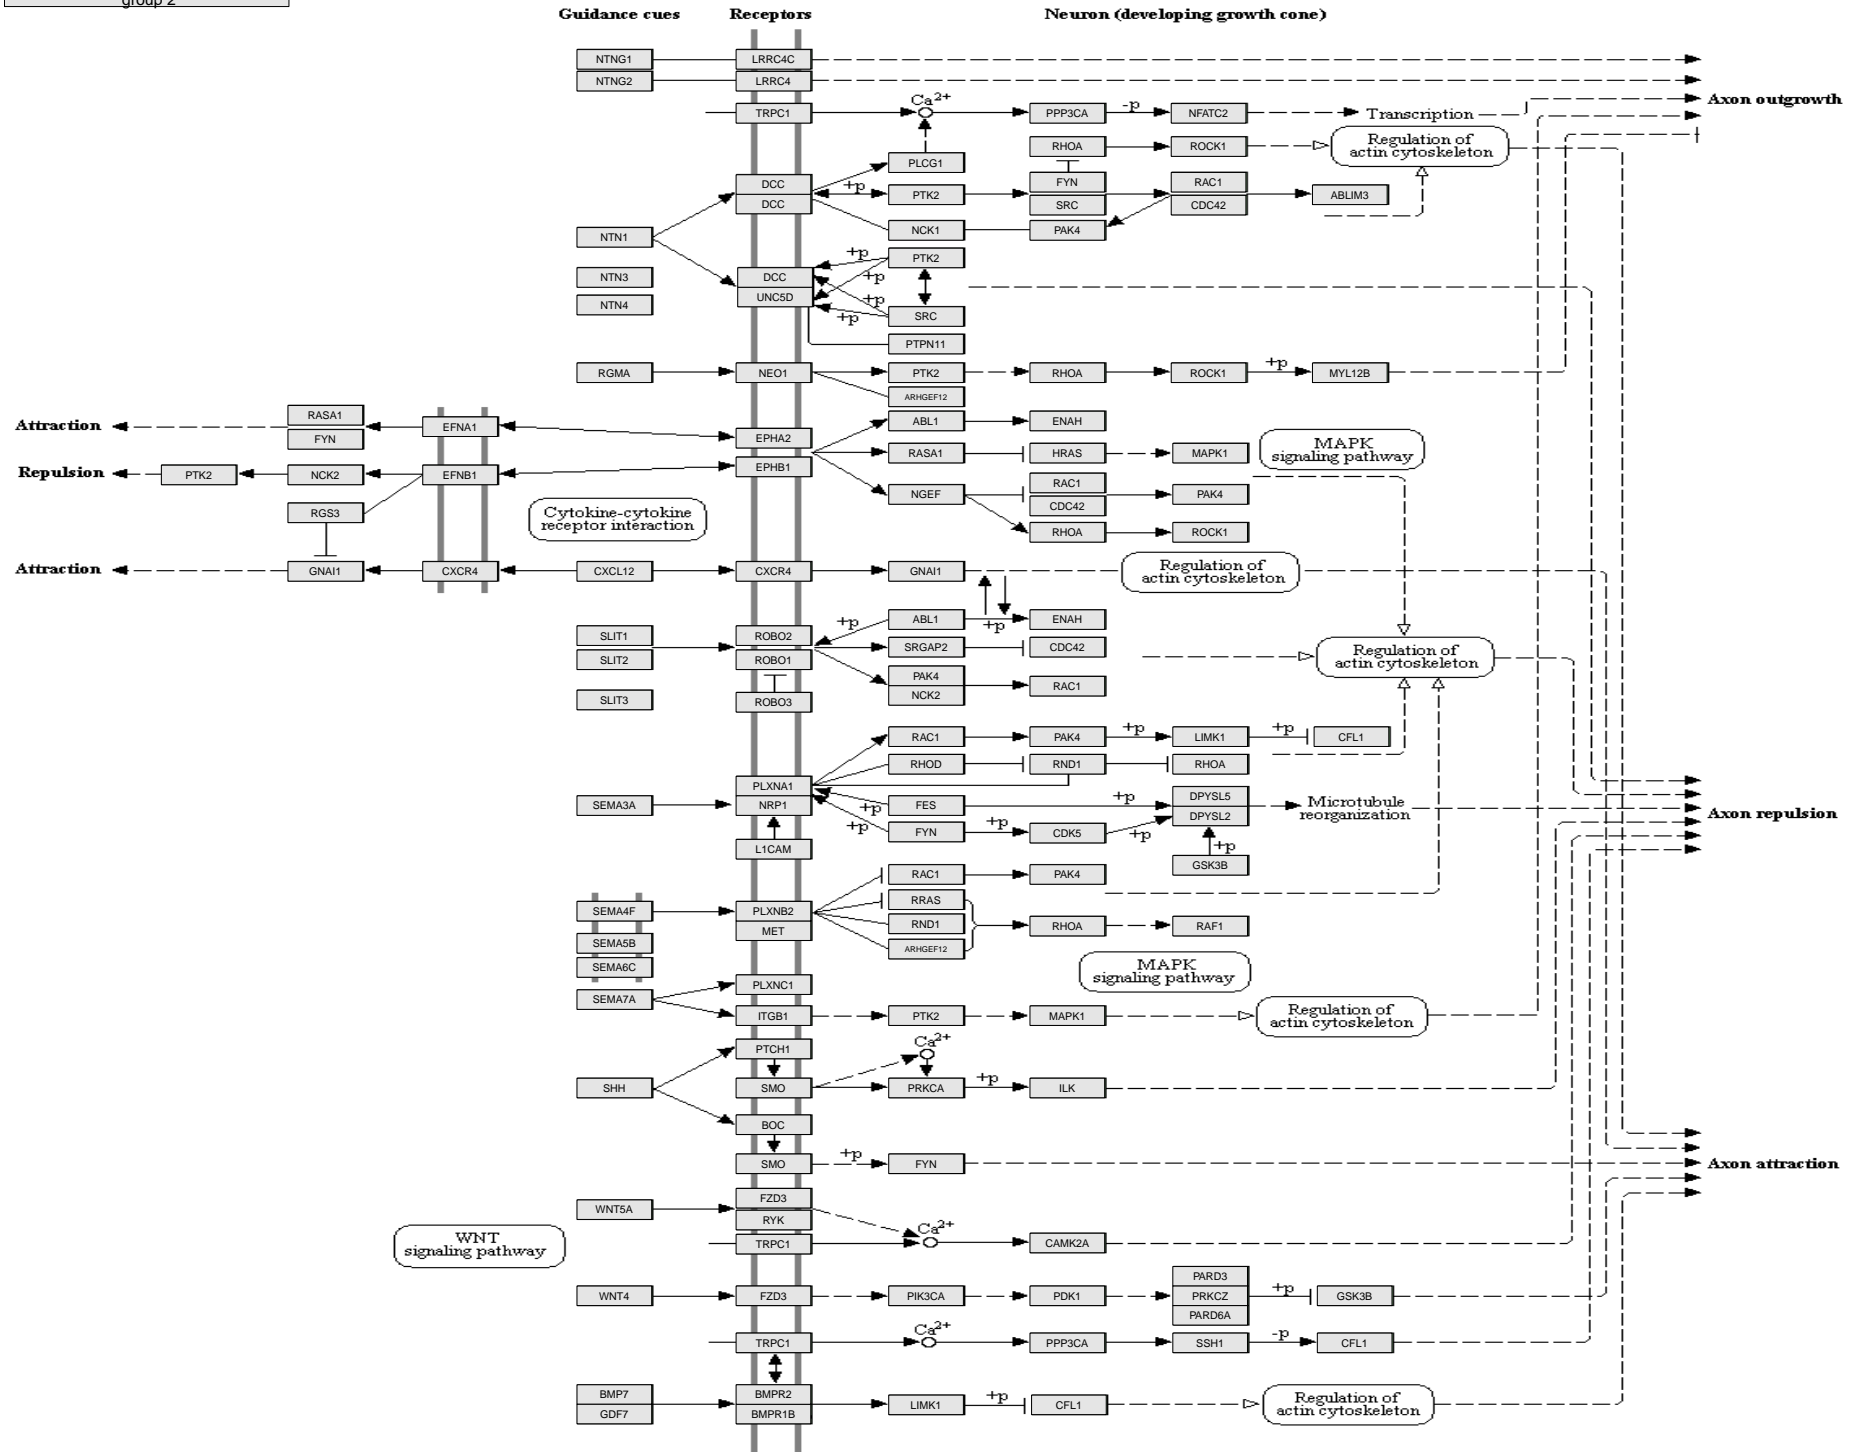 group 2
Guidance cues Receptors Neuron (developing growth cone)
NTNG1 LRRC4C
NTNG2 LRRC4
Ca2+
TRPC1 PPP3CA -p NFATC2 Transcription Axon outgrowth
RHOA ROCK1 Regulation of
actin cytoskeleton
PLCG1
DCC +p PTK2 FYN RAC1 ABLIM3
DCC SRC CDC42
NTN1 NCK1 PAK4
+p PTK2
NTN3 DCC +p
NTN4 UNC5D +p
+p SRC
PTPN11
RGMA NEO1 PTK2 RHOA ROCK1 +p MYL12B
ARHGEF12
RASA1 ABL1 ENAH
Attraction FYN EFNA1 EPHA2
RASA1 HRAS MAPK1 MAPK
signaling pathway
Repulsion PTK2 NCK2 EFNB1 EPHB1
NGEF RAC1 PAK4
CDC42
RGS3 Cytokine-cytokine
receptor interaction
RHOA ROCK1
Attraction GNAI1 CXCR4 CXCL12 CXCR4 GNAI1 Regulation of
actin cytoskeleton
+p ABL1 +p ENAH
SLIT1 ROBO2 SRGAP2 CDC42 Regulation of
SLIT2 ROBO1 actin cytoskeleton
PAK4 RAC1
NCK2
SLIT3 ROBO3
RAC1 PAK4 +p LIMK1 +p CFL1
RHOD RND1 RHOA
PLXNA1
SEMA3A NRP1 +p FES +p DPYSL5 Microtubule
reorganization Axon repulsion
+p FYN +p CDK5 +p DPYSL2
L1CAM +p
GSK3B
RAC1 PAK4
RRAS
SEMA4F PLXNB2 RND1 RHOA RAF1
MET
SEMA5B ARHGEF12
SEMA6C MAPK
signaling pathway
PLXNC1
SEMA7A
ITGB1 PTK2 MAPK1 Regulation of
actin cytoskeleton
PTCH1 Ca2+
SHH SMO PRKCA +p ILK
BOC
SMO +p FYN Axon attraction
FZD3
WNT5A RYK Ca2+
WNT
signaling pathway
TRPC1 CAMK2A
PARD3
WNT4 FZD3 PIK3CA PDK1 PRKCZ +p GSK3B
PARD6A
Ca2+
TRPC1 PPP3CA SSH1 -p CFL1
BMP7 BMPR2
GDF7 BMPR1B LIMK1 +p CFL1 Regulation of
actin cytoskeleton